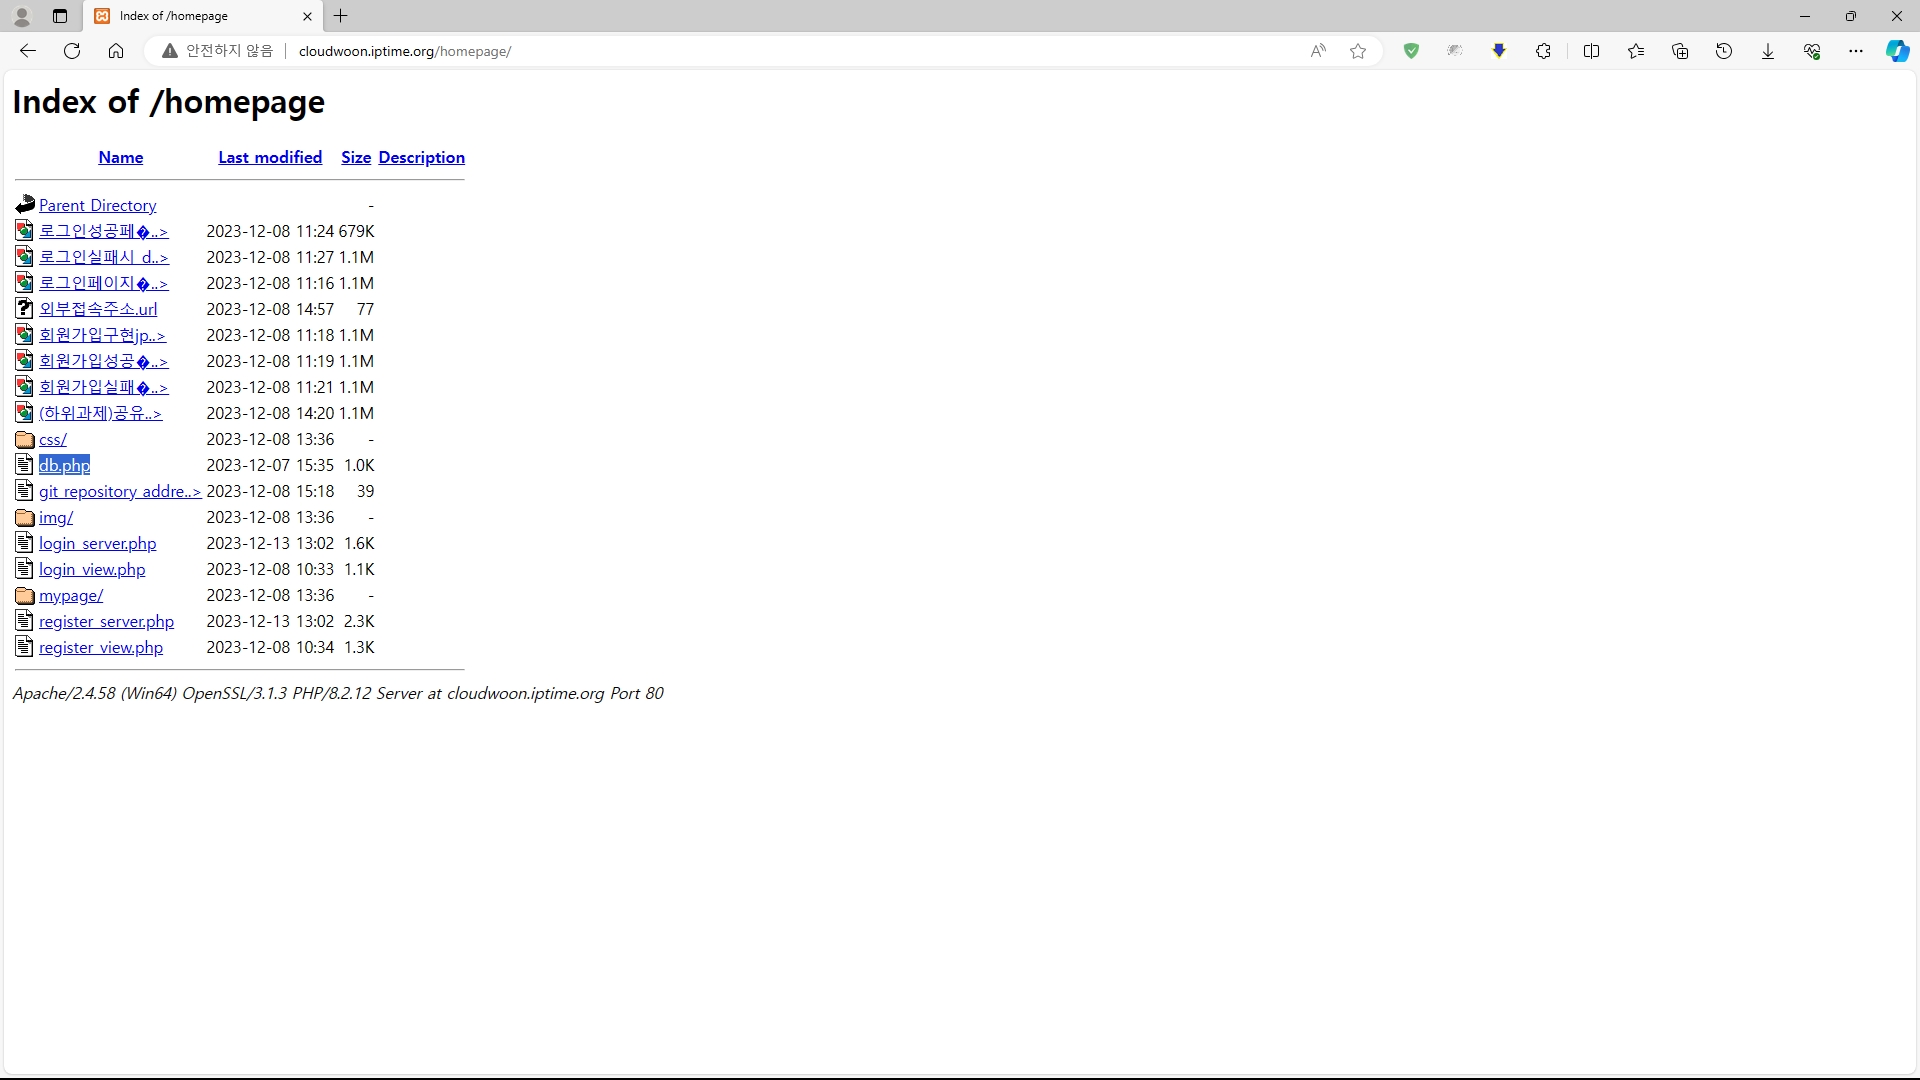 Index of /homepage
안전하지 않음 cloudwoon.iptime.org/homepage/
Index of /homepage
Name Last modified Size Description
Parent Directory -
로그인성공페�..> 2023-12-08 11:24 679K
로그인실패시 d..> 2023-12-08 11:27 1.1M
로그인페이지�..> 2023-12-08 11:16 1.1M
외부접속주소.url 2023-12-08 14:57 77
회원가입구현jp..> 2023-12-08 11:18 1.1M
회원가입성공�..> 2023-12-08 11:19 1.1M
회원가입실패�..> 2023-12-08 11:21 1.1M
(하위과제)공유..> 2023-12-08 14:20 1.1M
css/ 2023-12-08 13:36 -
db.php 2023-12-07 15:35 1.0K
git repository addre..> 2023-12-08 15:18 39
img/ 2023-12-08 13:36 -
login_server.php 2023-12-13 13:02 1.6K
login_view.php 2023-12-08 10:33 1.1K
mypage/ 2023-12-08 13:36 -
register_server.php 2023-12-13 13:02 2.3K
register_view.php 2023-12-08 10:34 1.3K
Apache/2.4.58 (Win64) OpenSSL/3.1.3 PHP/8.2.12 Server at cloudwoon.iptime.org Port 80